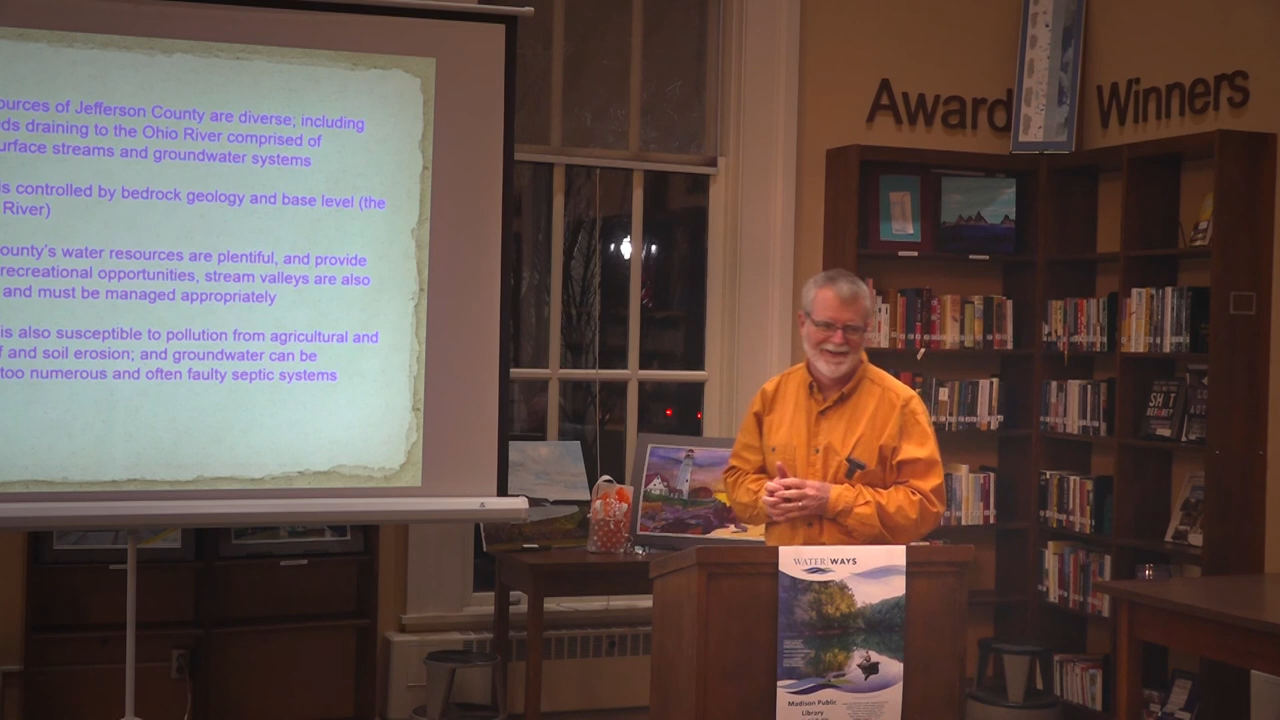 ources of Jefferson County are diverse; including
ds draining to the Ohio River comprised of
urface streams and groundwater systems
is controlled by bedrock geology and base level (the
River)
ounty's water resources are plentiful, and provide
recreational opportunities, stream valleys are also
and must be managed appropriately
is also susceptible to pollution from agricultural and
f and soil erosion; and groundwater can be
too numerous and often faulty septic systems
Award Winners
WATER|WAYS
Madison Public
Library